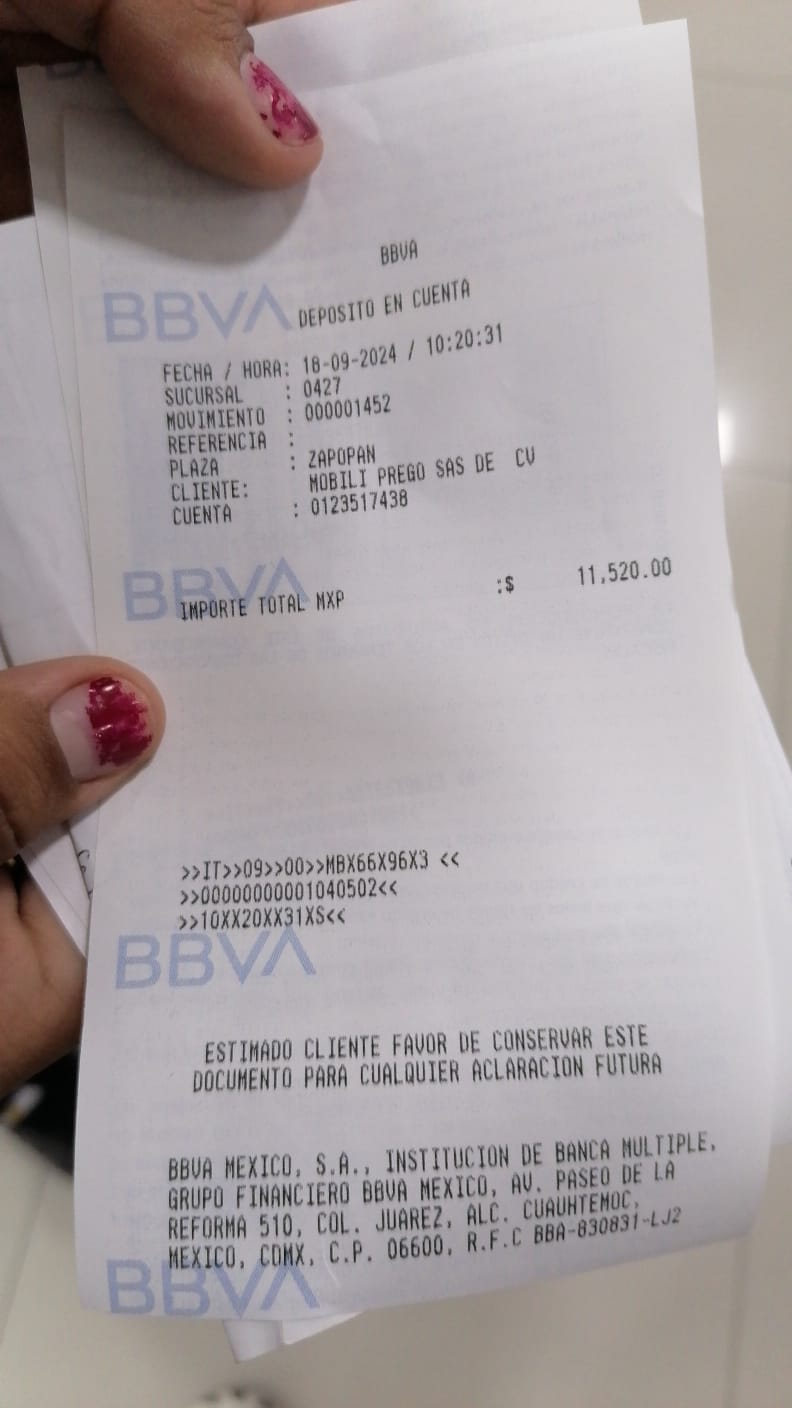 BBVA
BBVA DEPOSITO EN CUENTA
FECHA / HORA: 18-09-2024 / 10:20:31
SUCURSAL : 0427
MOVIMIENTO : 000001452
REFERENCIA :
PLAZA : ZAPOPAN
CLIENTE: MOBILI PREGO SAS DE CV
CUENTA : 0123517438
BBVA
IMPORTE TOTAL MXP :$ 11,520.00
>>IT>>09>>00>>MBX66X96X3 <<
>>00000000001040502<<
>>10XX20XX31XS<<
BBVA
ESTIMADO CLIENTE FAVOR DE CONSERVAR ESTE
DOCUMENTO PARA CUALQUIER ACLARACION FUTURA
BBVA MEXICO, S.A., INSTITUCION DE BANCA MULTIPLE,
GRUPO FINANCIERO BBVA MEXICO, AV. PASEO DE LA
REFORMA 510, COL. JUAREZ, ALC. CUAUHTEMOC,
MEXICO, CDMX, C.P. 06600, R.F.C BBA-830831-LJ2
BBVA